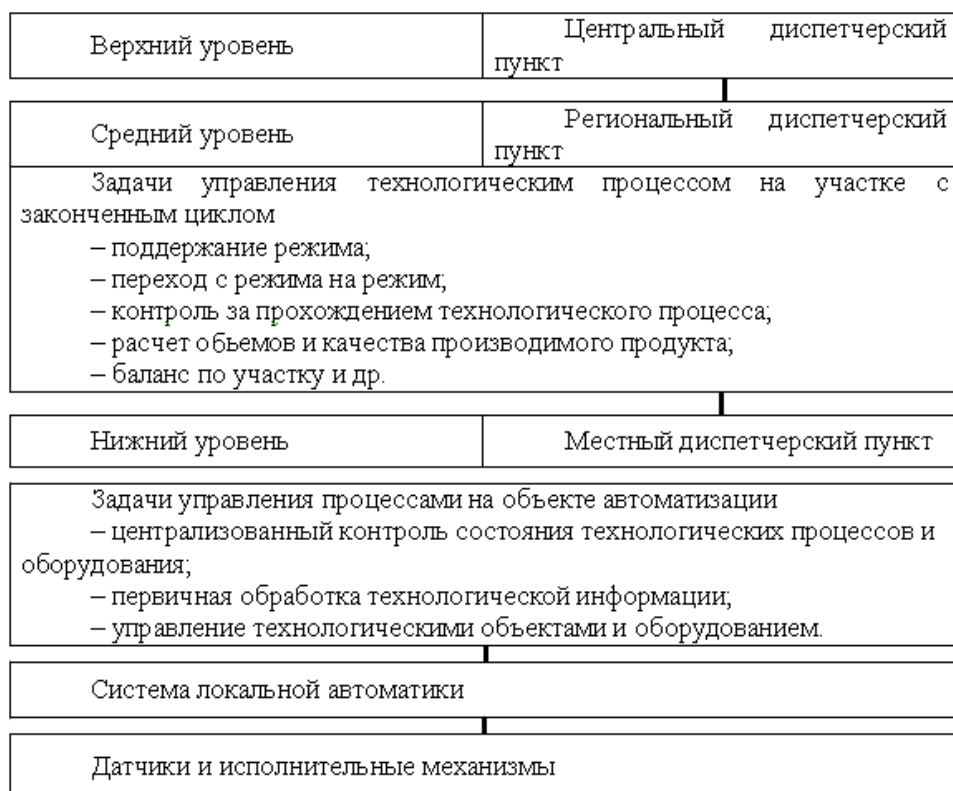 Верхний уровень
Центральный диспетчерский
пункт
Средний уровень
Региональный диспетчерский
пункт
Задачи управления технологическим процессом на участке с
законченным циклом
– поддержание режима;
– переход с режима на режим;
– контроль за прохождением технологического процесса;
– расчет объемов и качества производимого продукта;
– баланс по участку и др.
Нижний уровень
Местный диспетчерский пункт
Задачи управления процессами на объекте автоматизации
– централизованный контроль состояния технологических процессов и
оборудования;
– первичная обработка технологической информации;
– управление технологическими объектами и оборудованием.
Система локальной автоматики
Датчики и исполнительные механизмы